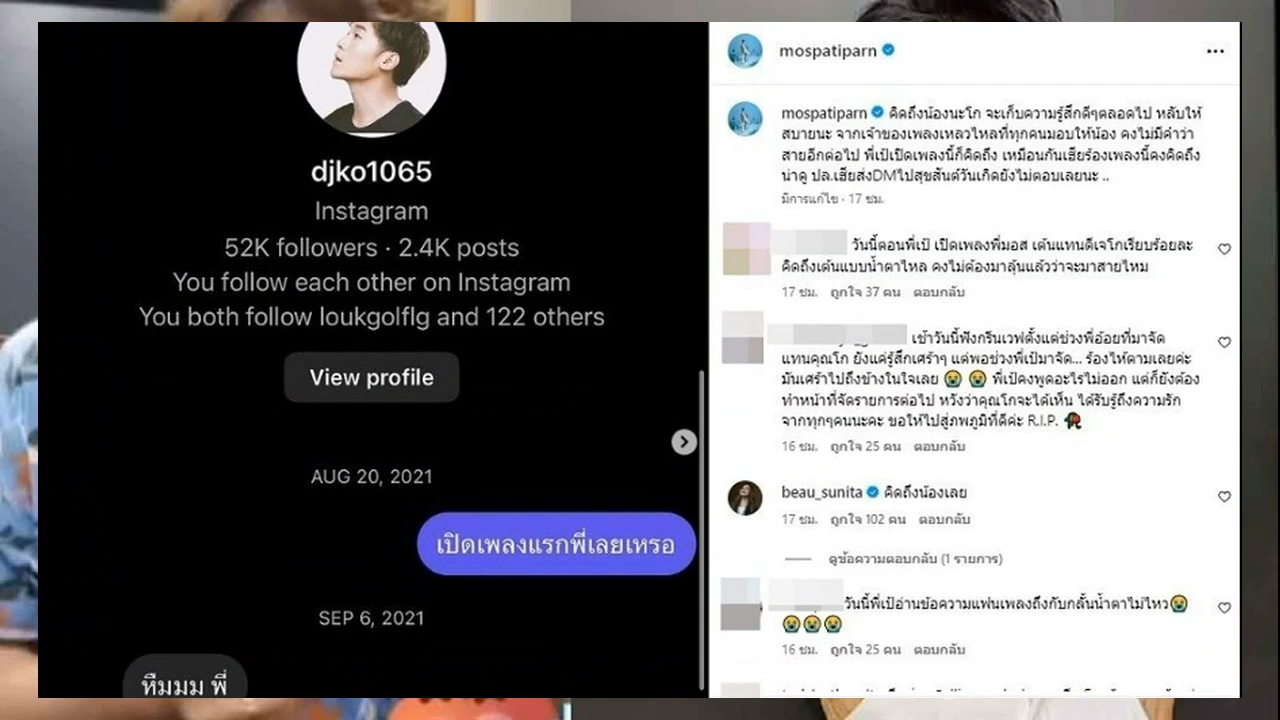 djko1065
Instagram
52K followers · 2.4K posts
You follow each other on Instagram
You both follow loukgolflg and 122 others
View profile
AUG 20, 2021
เปิดเพลงแรกพี่เลยเหรอ
SEP 6, 2021
หืมมม พี่
mospatiparn
mospatiparn คิดถึงน้องนะโก จะเก็บความรู้สึกดีๆตลอดไป หลับให้
สบายนะ จากเจ้าของเพลงเหลวไหลที่ทุกคนมอบให้น้อง คงไม่มีคำว่า
สายอีกต่อไป พี่เป้เปิดเพลงนี้ก็คิดถึง เหมือนกันเฮียร้องเพลงนี้คงคิดถึง
น่าดู ปล.เฮียส่งDMไปสุขสันต์วันเกิดยังไม่ตอบเลยนะ ..
มีการแก้ไข · 17 ชม.
วันนี้ตอนพี่เป้ เปิดเพลงพี่มอส เต้นแทนดีเจโกเรียบร้อยละ
คิดถึงเต้นแบบน้ำตาไหล คงไม่ต้องมาลุ้นแล้วว่าจะมาสายไหม
17 ชม. ถูกใจ 37 คน ตอบกลับ
เช้าวันนี้ฟังกรีนเวฟตั้งแต่ช่วงพี่อ้อยที่มาจัด
แทนคุณโก ยังแค่รู้สึกเศร้าๆ แต่พอช่วงพี่เป้มาจัด... ร้องไห้ตามเลยค่ะ
มันเศร้าไปถึงข้างในใจเลย 😭 😭 พี่เป้คงพูดอะไรไม่ออก แต่ก็ยังต้อง
ทำหน้าที่จัดรายการต่อไป หวังว่าคุณโกจะได้เห็น ได้รับรู้ถึงความรัก
จากทุกๆคนนะคะ ขอให้ไปสู่ภพภูมิที่ดีค่ะ R.I.P. 🥀
16 ชม. ถูกใจ 25 คน ตอบกลับ
beau_sunita คิดถึงน้องเลย
17 ชม. ถูกใจ 102 คน ตอบกลับ
ดูข้อความตอบกลับ (1 รายการ)
วันนี้พี่เป้อ่านข้อความแฟนเพลงถึงกับกลั้นน้ำตาไม่ไหว😭
😭😭😭
16 ชม. ถูกใจ 25 คน ตอบกลับ